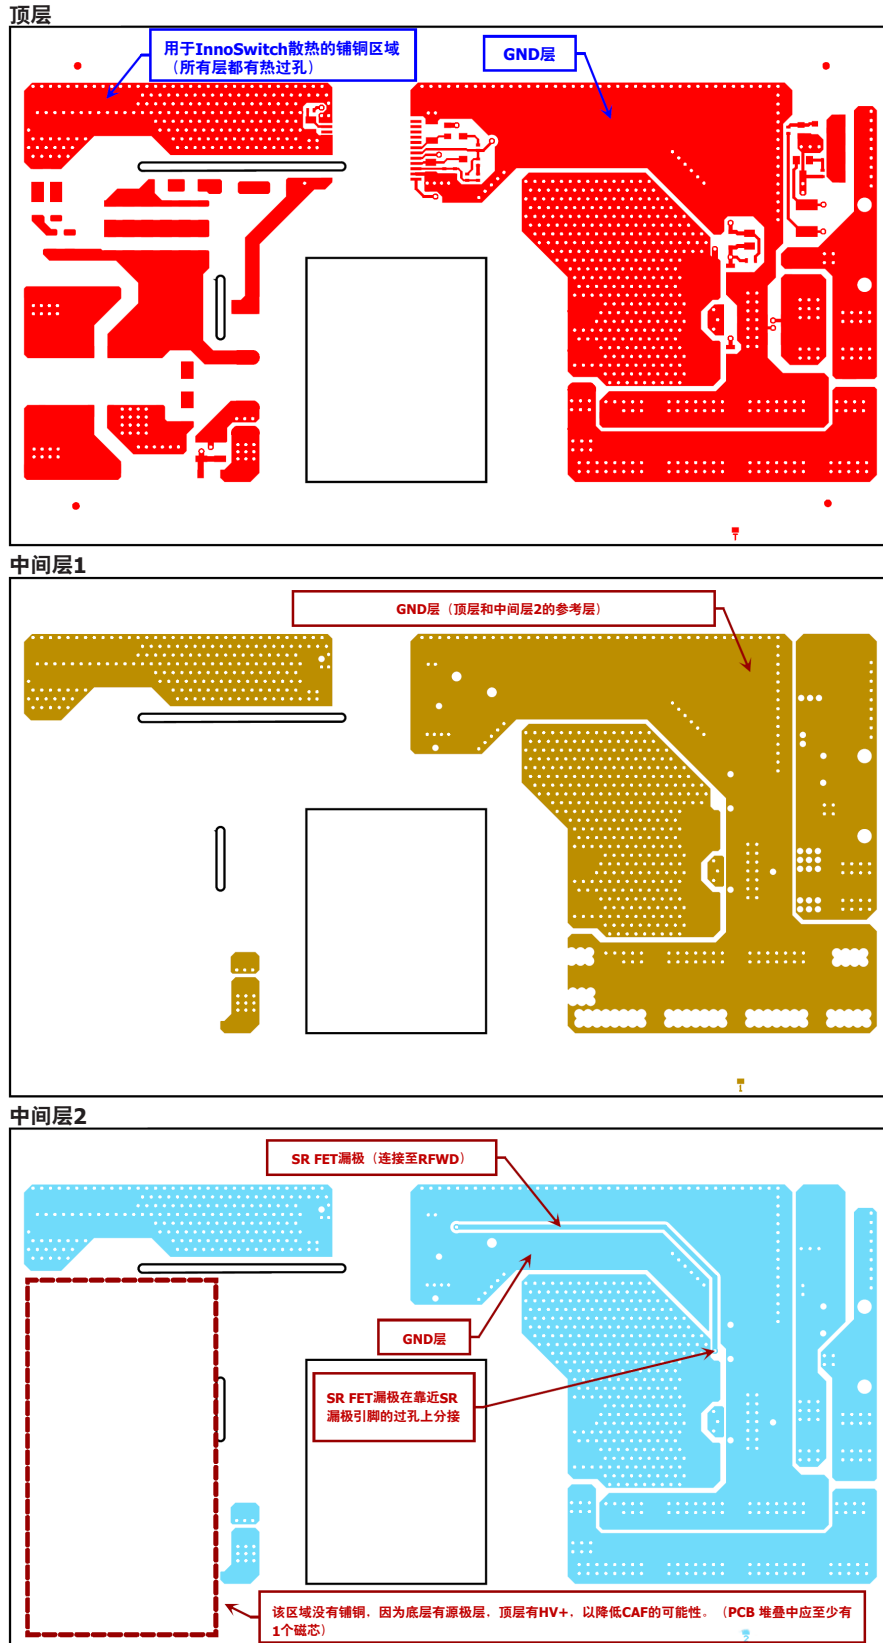 顶层
用于InnoSwitch散热的铺铜区域
（所有层都有热过孔）
GND层
中间层1
GND层（顶层和中间层2的参考层）
1
中间层2
SR FET漏极（连接至RFWD）
GND层
SR FET漏极在靠近SR
漏极引脚的过孔上分接
该区域没有铺铜．因为底层有源极层．顶层有HV+．以降低CAF的可能性。（PCB 堆叠中应至少有
1个磁芯）
2